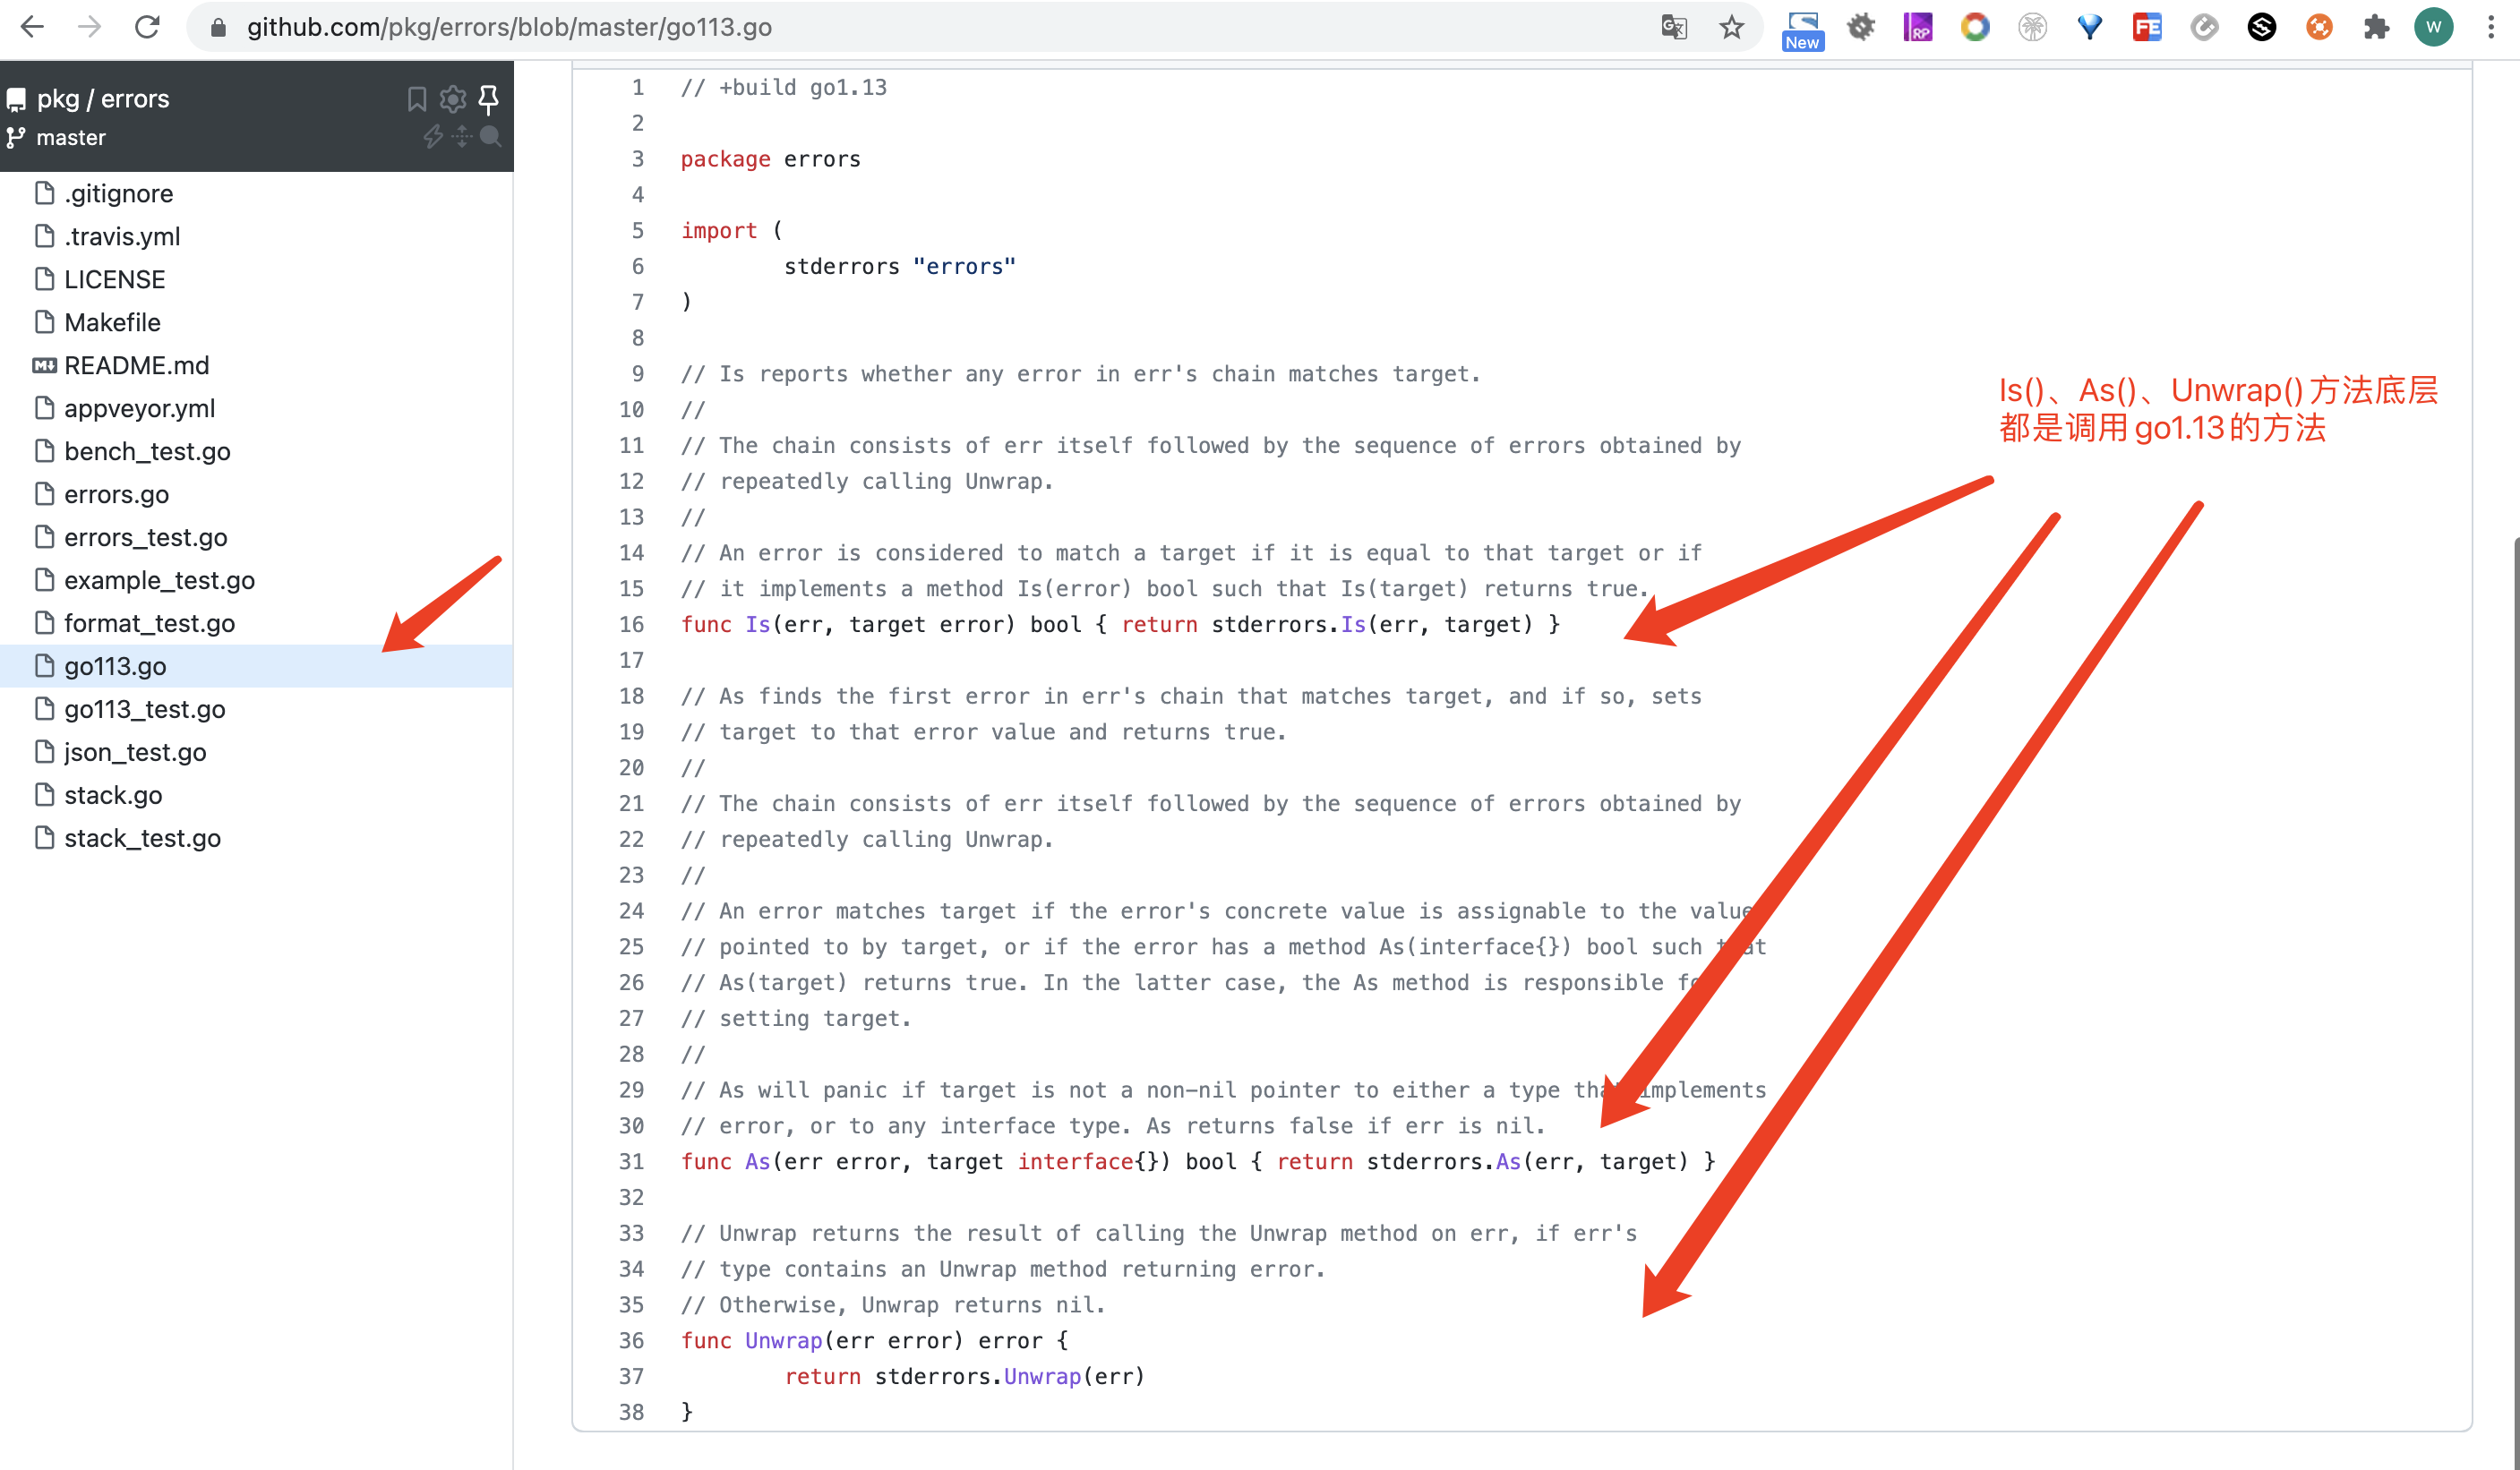 github.com/pkg/errors/blob/master/go113.go
New
RP
FE
W
pkg / errors
master
.gitignore
.travis.yml
LICENSE
Makefile
README.md
appveyor.yml
bench_test.go
errors.go
errors_test.go
example_test.go
format_test.go
go113.go
go113_test.go
json_test.go
stack.go
stack_test.go
1 // +build go1.13
2
3 package errors
4
5 import (
6 stderrors "errors"
7 )
8
9 // Is reports whether any error in err's chain matches target.
10 //
11 // The chain consists of err itself followed by the sequence of errors obtained by
12 // repeatedly calling Unwrap.
13 //
14 // An error is considered to match a target if it is equal to that target or if
15 // it implements a method Is(error) bool such that Is(target) returns true.
16 func Is(err, target error) bool { return stderrors.Is(err, target) }
17
18 // As finds the first error in err's chain that matches target, and if so, sets
19 // target to that error value and returns true.
20 //
21 // The chain consists of err itself followed by the sequence of errors obtained by
22 // repeatedly calling Unwrap.
23 //
24 // An error matches target if the error's concrete value is assignable to the value
25 // pointed to by target, or if the error has a method As(interface{}) bool such that
26 // As(target) returns true. In the latter case, the As method is responsible for
27 // setting target.
28 //
29 // As will panic if target is not a non-nil pointer to either a type that implements
30 // error, or to any interface type. As returns false if err is nil.
31 func As(err error, target interface{}) bool { return stderrors.As(err, target) }
32
33 // Unwrap returns the result of calling the Unwrap method on err, if err's
34 // type contains an Unwrap method returning error.
35 // Otherwise, Unwrap returns nil.
36 func Unwrap(err error) error {
37 return stderrors.Unwrap(err)
38 }
Is()、As()、Unwrap()方法底层
都是调用go1.13的方法